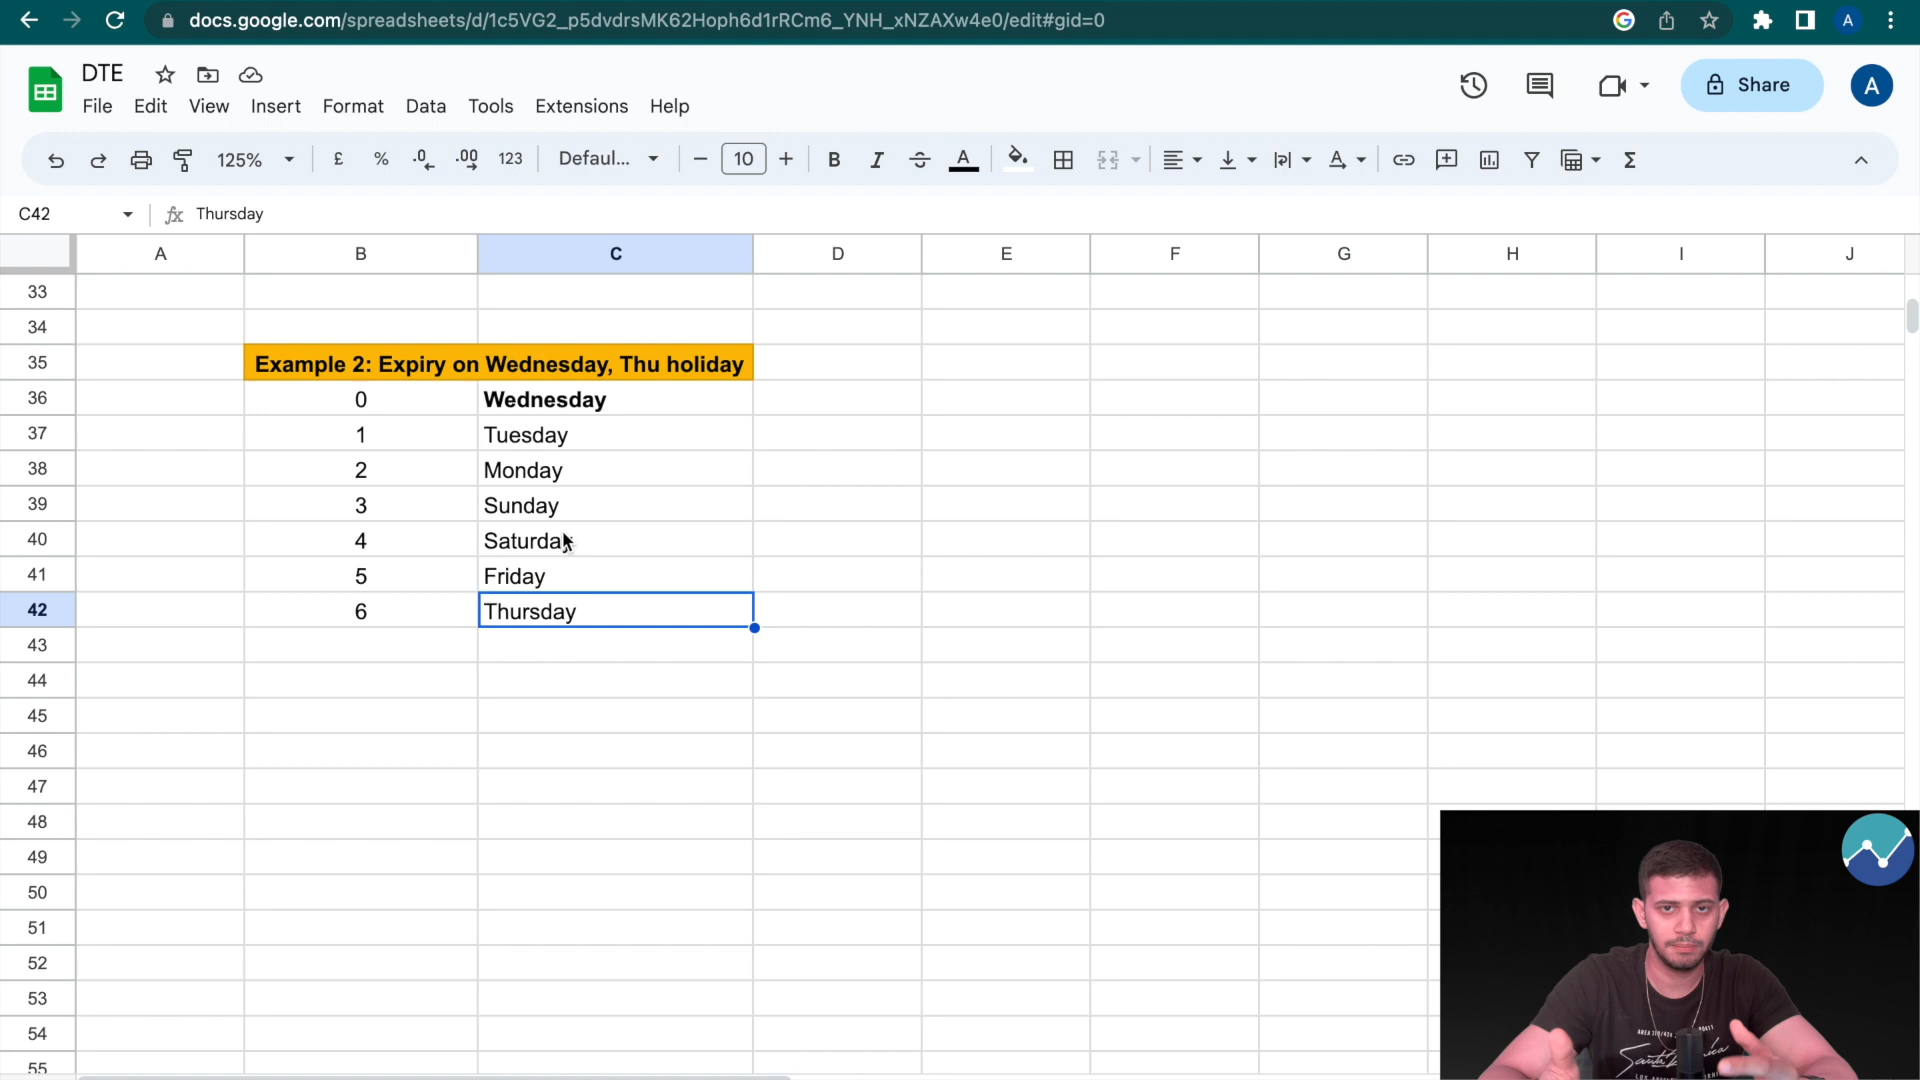 docs.google.com/spreadsheets/d/1c5VG2_p5dvdrsMK62Hoph6d1rRCm6_YNH_xNZAXw4e0/edit#gid=0
A
DTE
File Edit View Insert Format Data Tools Extensions Help
Share
A
125% £ % .0 .00 123 Defaul... 10 B I A Σ
C42 fx Thursday
A B C D E F G H I J
33
34
35 Example 2: Expiry on Wednesday, Thu holiday
36 0 Wednesday
37 1 Tuesday
38 2 Monday
39 3 Sunday
40 4 Saturday
41 5 Friday
42 6 Thursday
43
44
45
46
47
48
49
50
51
52
53
54
55